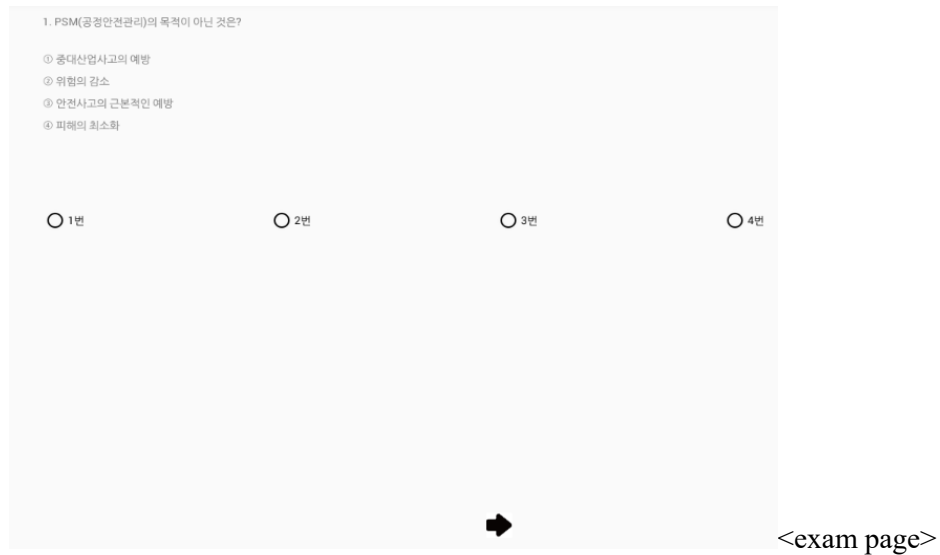 1. PSM(공정안전관리)의 목적이 아닌 것은?
① 중대산업사고의 예방
② 위험의 감소
③ 안전사고의 근본적인 예방
④ 피해의 최소화
1번 2번 3번 4번
<exam page>